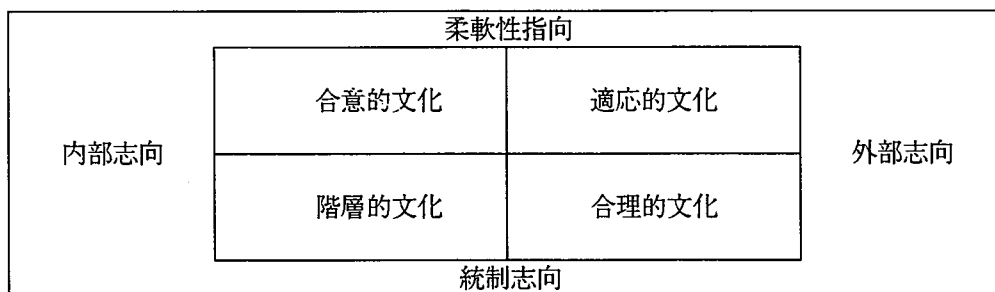 柔軟性指向
合意的文化 適応的文化
内部志向 外部志向
階層的文化 合理的文化
統制志向